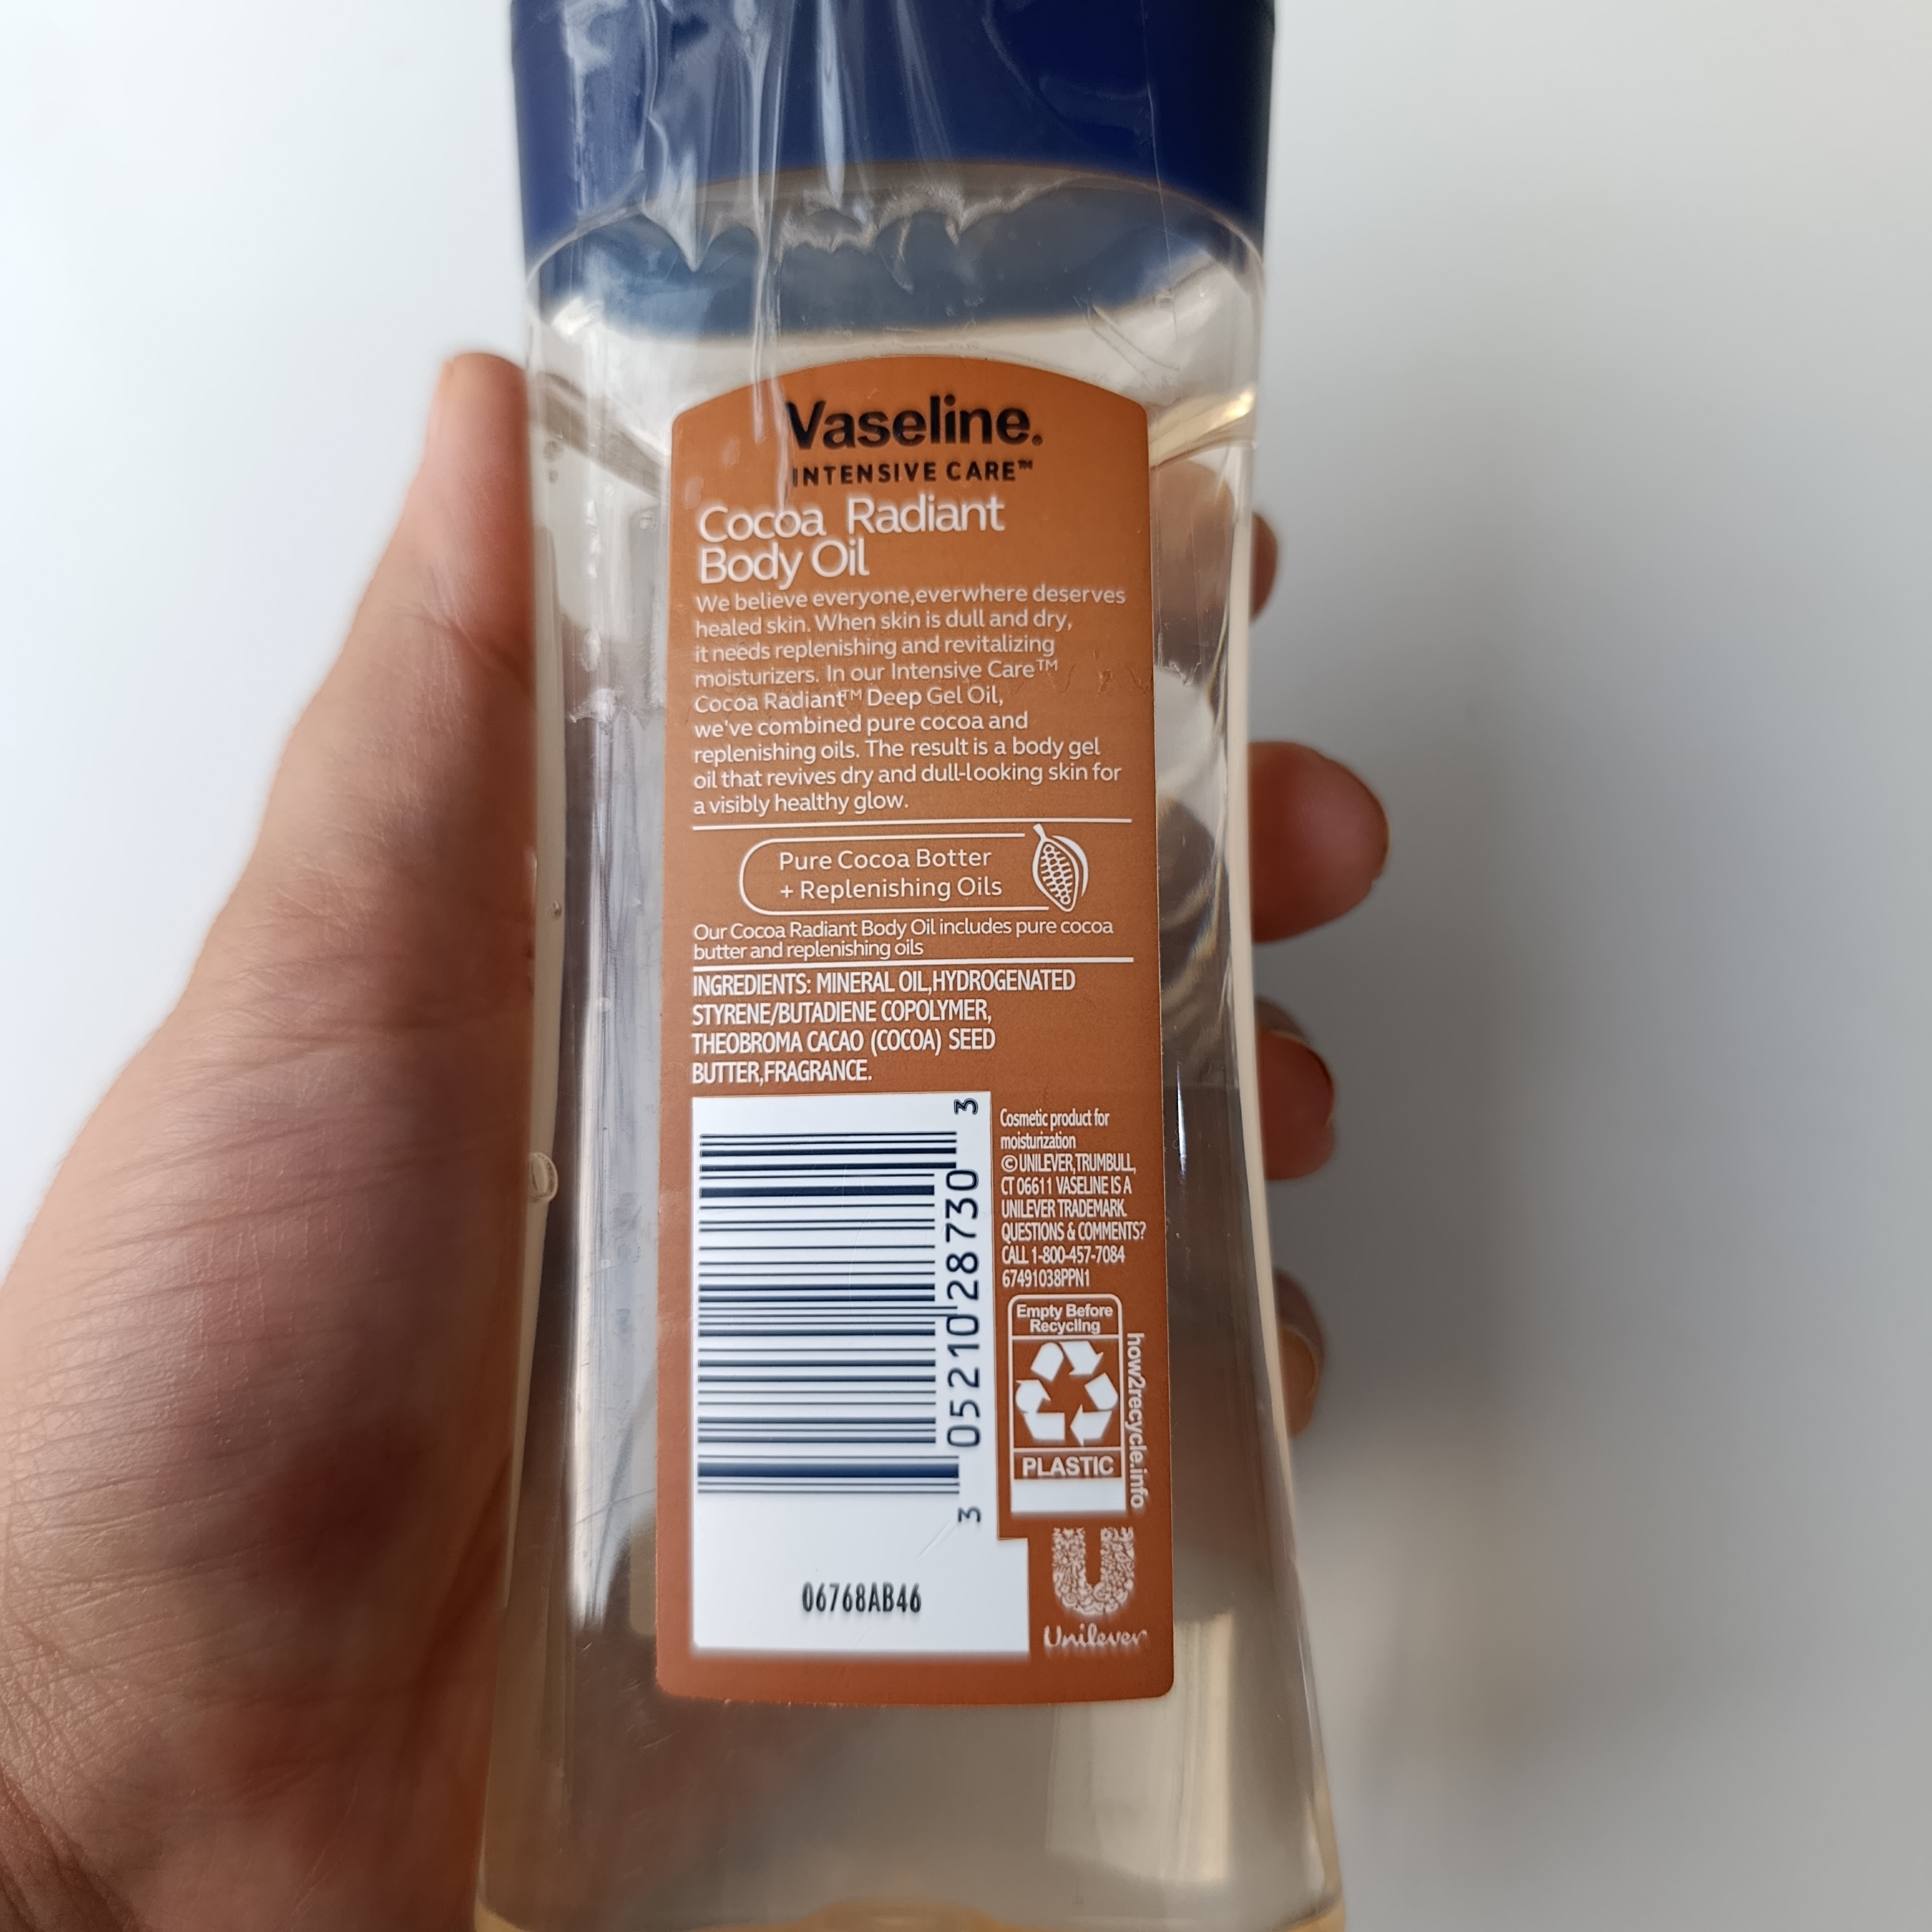 Vaseline®
INTENSIVE CARE™
Cocoa Radiant
Body Oil
We believe everyone,everwhere deserves
healed skin. When skin is dull and dry,
it needs replenishing and revitalizing
moisturizers. In our Intensive Care™
Cocoa Radiant™ Deep Gel Oil,
we've combined pure cocoa and
replenishing oils. The result is a body gel
oil that revives dry and dull-looking skin for
a visibly healthy glow.
Pure Cocoa Botter
+ Replenishing Oils
Our Cocoa Radiant Body Oil includes pure cocoa
butter and replenishing oils
INGREDIENTS: MINERAL OIL,HYDROGENATED
STYRENE/BUTADIENE COPOLYMER,
THEOBROMA CACAO (COCOA) SEED
BUTTER,FRAGRANCE.
3 05210 28730 3
06768AB46
Cosmetic product for
moisturization
© UNILEVER,TRUMBULL,
CT 06611 VASELINE IS A
UNILEVER TRADEMARK.
QUESTIONS & COMMENTS?
CALL 1-800-457-7084
67491038PPN1
Empty Before
Recycling
PLASTIC
how2recycle.info
Unilever